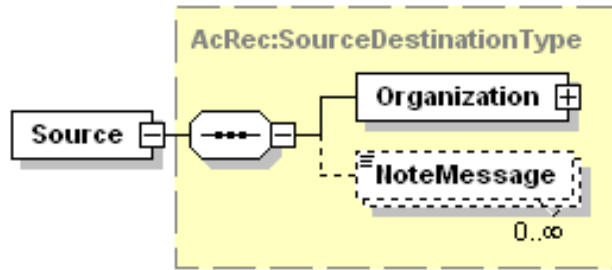 AcRec:SourceDestinationType
Organization
Source
NoteMessage
0..∞